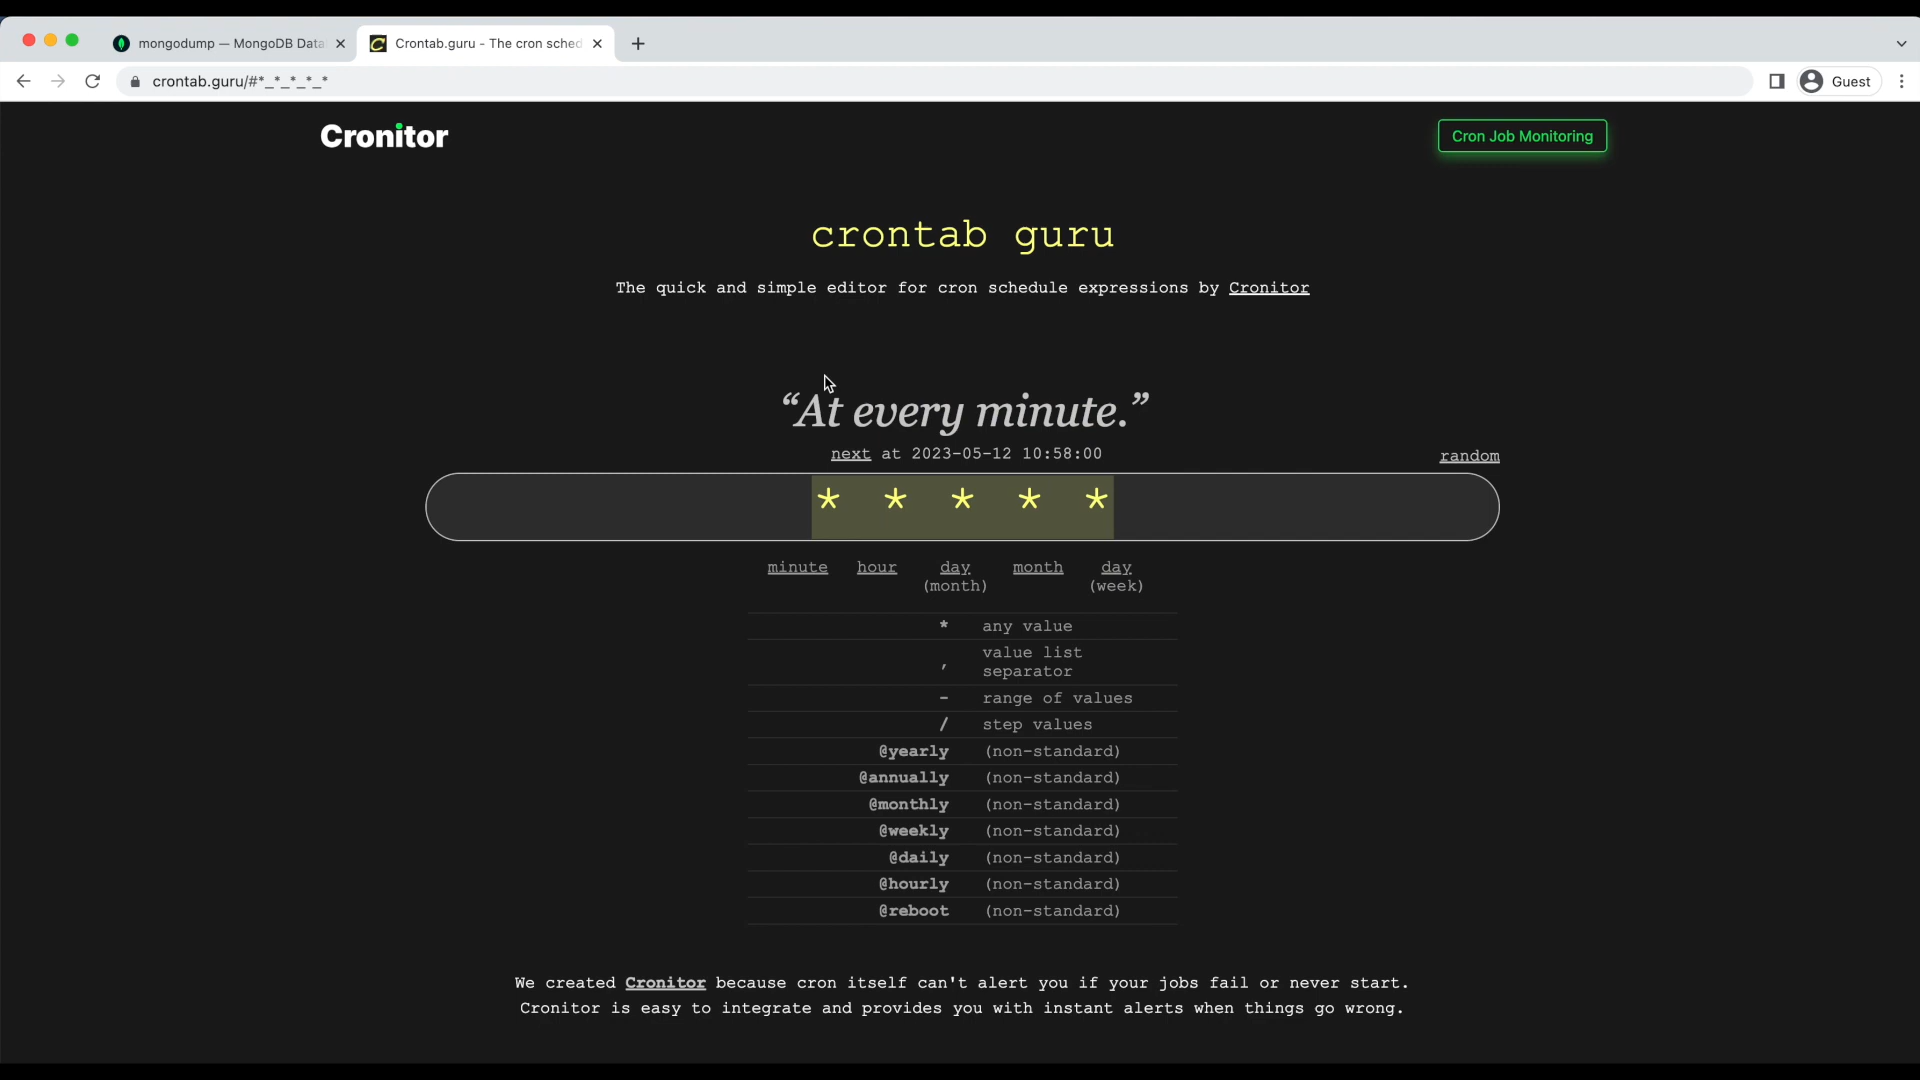 mongodump — MongoDB Data
Crontab.guru - The cron sched
crontab.guru/#*_*_*_*_*
Guest
Cronitor
Cron Job Monitoring
crontab guru
The quick and simple editor for cron schedule expressions by Cronitor
“At every minute.”
next at 2023-05-12 10:58:00
random
* * * * *
minute hour day (month) month day (week)
* any value
, value list separator
- range of values
/ step values
@yearly (non-standard)
@annually (non-standard)
@monthly (non-standard)
@weekly (non-standard)
@daily (non-standard)
@hourly (non-standard)
@reboot (non-standard)
We created Cronitor because cron itself can't alert you if your jobs fail or never start.
Cronitor is easy to integrate and provides you with instant alerts when things go wrong.